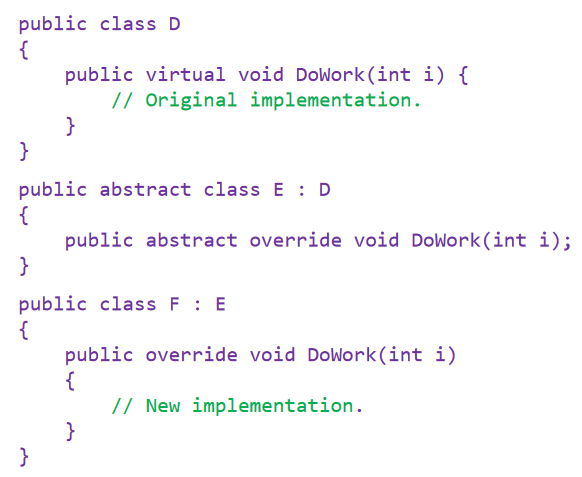 public class D
{
    public virtual void DoWork(int i) {
        // Original implementation.
    }
}
public abstract class E : D
{
    public abstract override void DoWork(int i);
}
public class F : E
{
    public override void DoWork(int i)
    {
        // New implementation.
    }
}